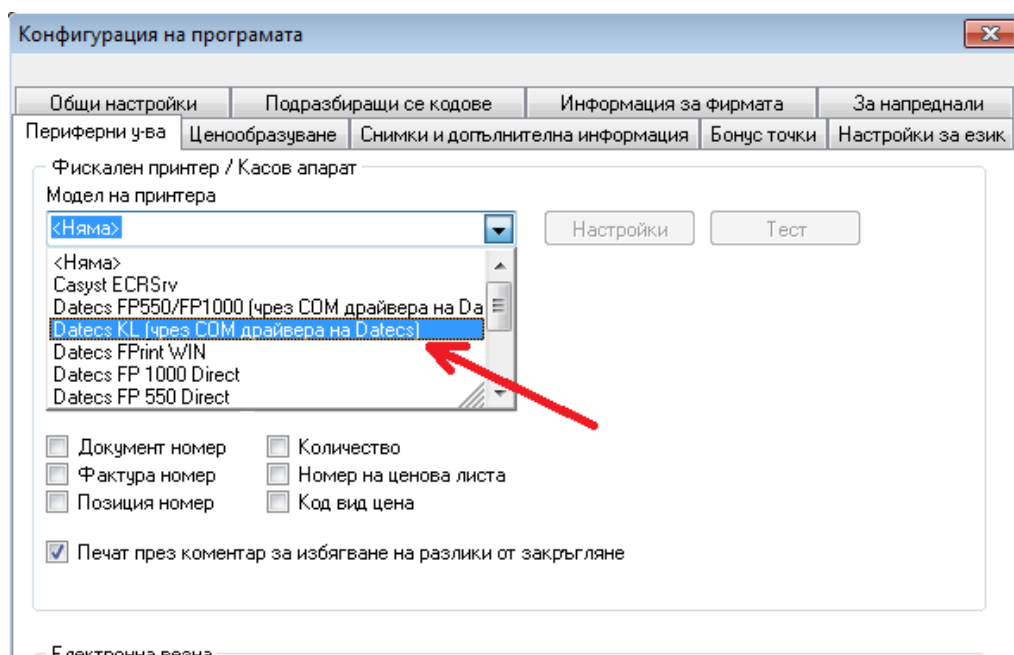 Конфигурация на програмата
Общи настройки Подразбиращи се кодове Информация за фирмата За напреднали
Периферни у-ва Ценообразуване Снимки и допълнителна информация Бонус точки Настройки за език
Фискален принтер / Касов апарат
Модел на принтера
<Няма> Настройки Тест
<Няма>
Casyst ECRSrv
Datecs FP550/FP1000 (чрез COM драйвера на Da
Datecs KL (чрез COM драйвера на Datecs)
Datecs FPrint WIN
Datecs FP 1000 Direct
Datecs FP 550 Direct
Документ номер Количество
Фактура номер Номер на ценова листа
Позиция номер Код вид цена
Печат през коментар за избягване на разлики от закръгляне
Електронна везна